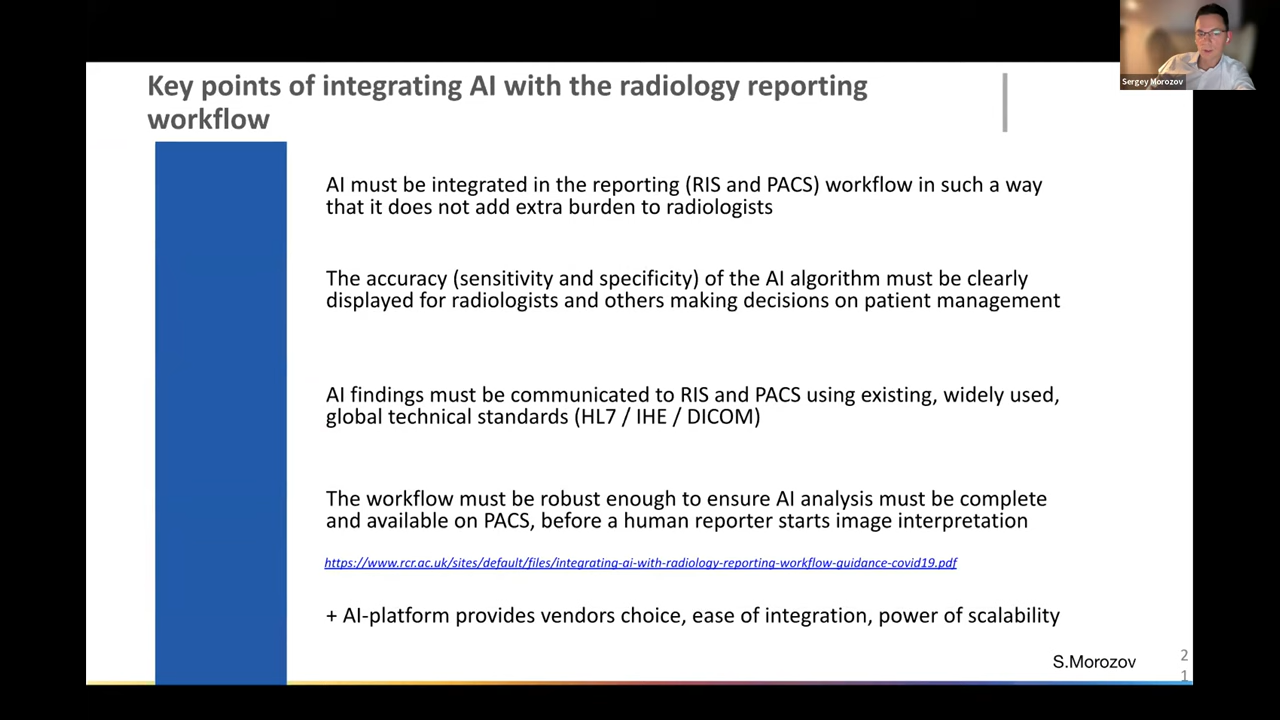 Key points of integrating AI with the radiology reporting
workflow
Sergey Morozov
AI must be integrated in the reporting (RIS and PACS) workflow in such a way
that it does not add extra burden to radiologists
The accuracy (sensitivity and specificity) of the AI algorithm must be clearly
displayed for radiologists and others making decisions on patient management
AI findings must be communicated to RIS and PACS using existing, widely used,
global technical standards (HL7 / IHE / DICOM)
The workflow must be robust enough to ensure AI analysis must be complete
and available on PACS, before a human reporter starts image interpretation
https://www.rcr.ac.uk/sites/default/files/integrating-ai-with-radiology-reporting-workflow-guidance-covid19.pdf
+ AI-platform provides vendors choice, ease of integration, power of scalability
S.Morozov
2
1